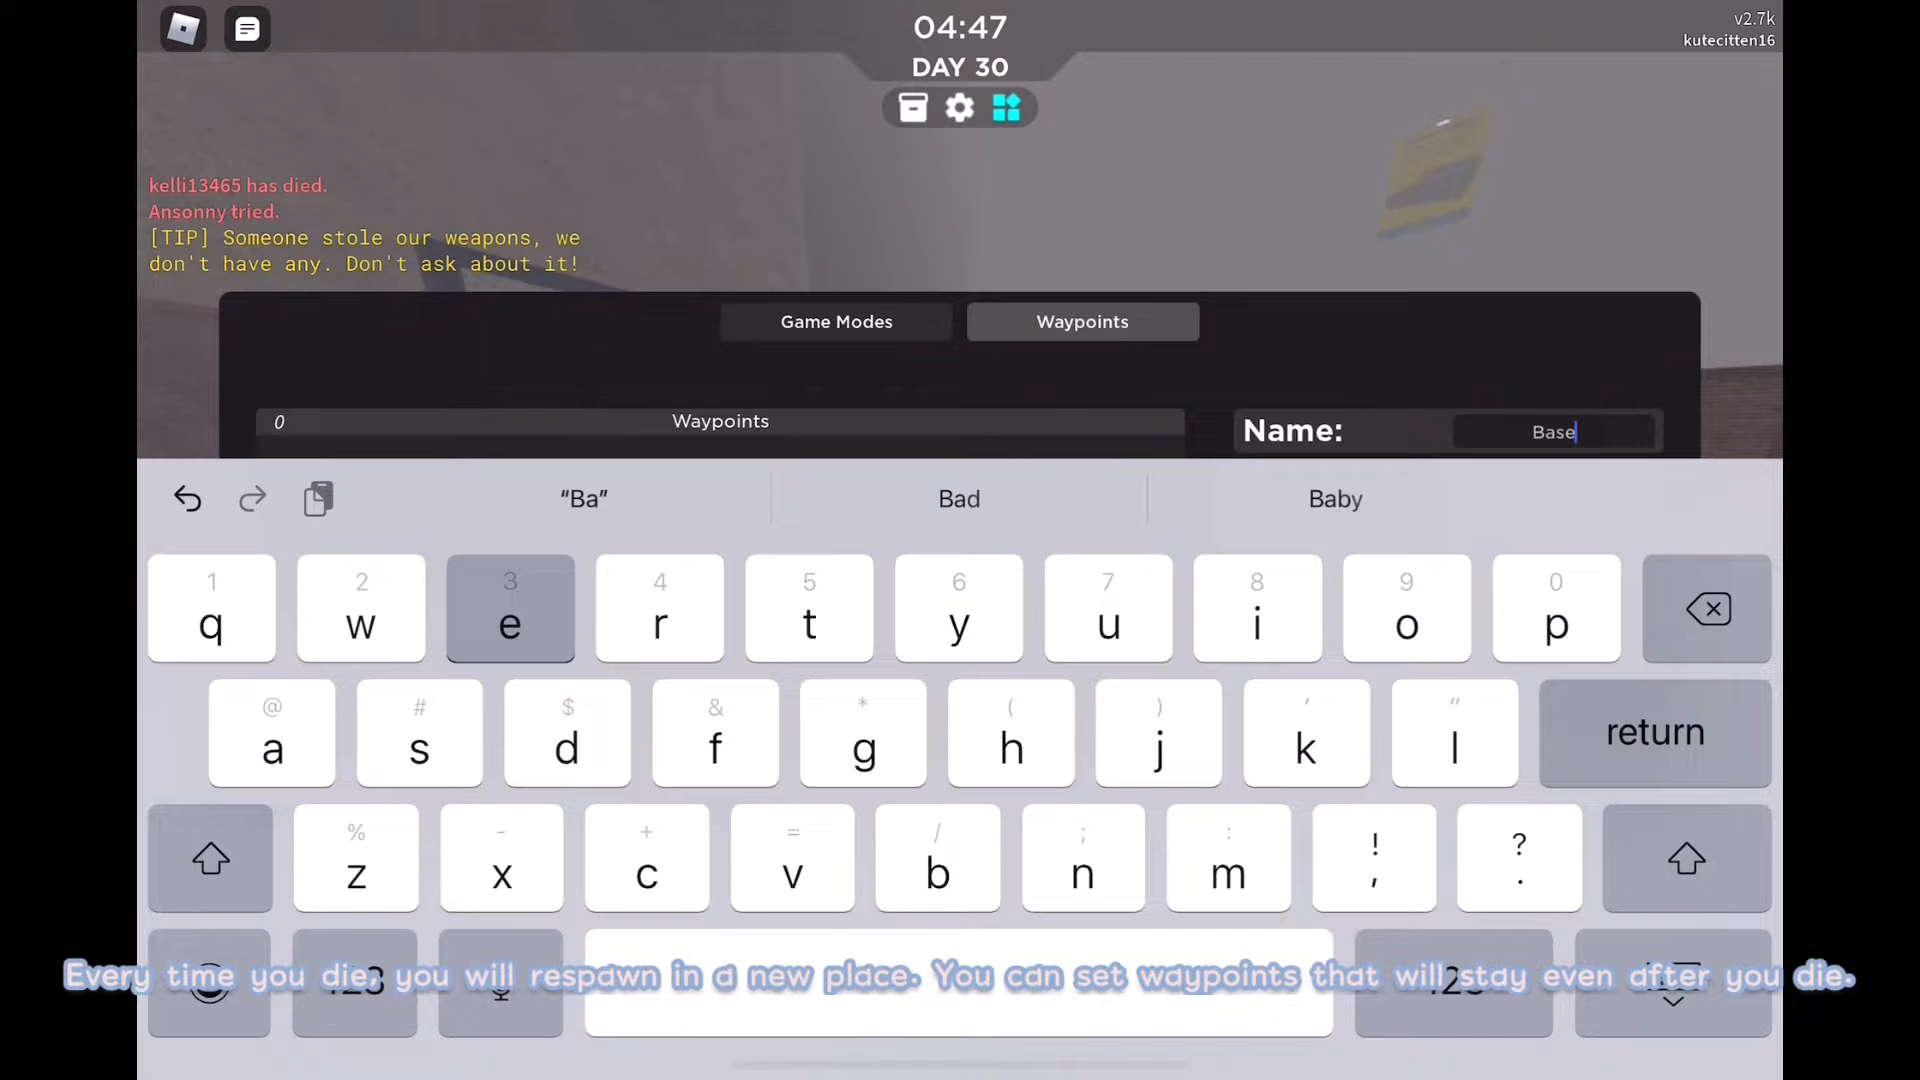 04:47
v2.7k
kutecitten16
DAY 30
kelli13465 has died.
Ansonny tried.
[TIP] Someone stole our weapons, we
don't have any. Don't ask about it!
Game Modes
Waypoints
0
Waypoints
Name:
Base
“Ba”
Bad
Baby
1 2 3 4 5 6 7 8 9 0
q w e r t y u i o p
@ # $ & * ( ) ' "
a s d f g h j k l
return
% - + = / ; : ! ?
z x c v b n m , .
123
123
Every time you die, you will respawn in a new place. You can set waypoints that will stay even after you die.